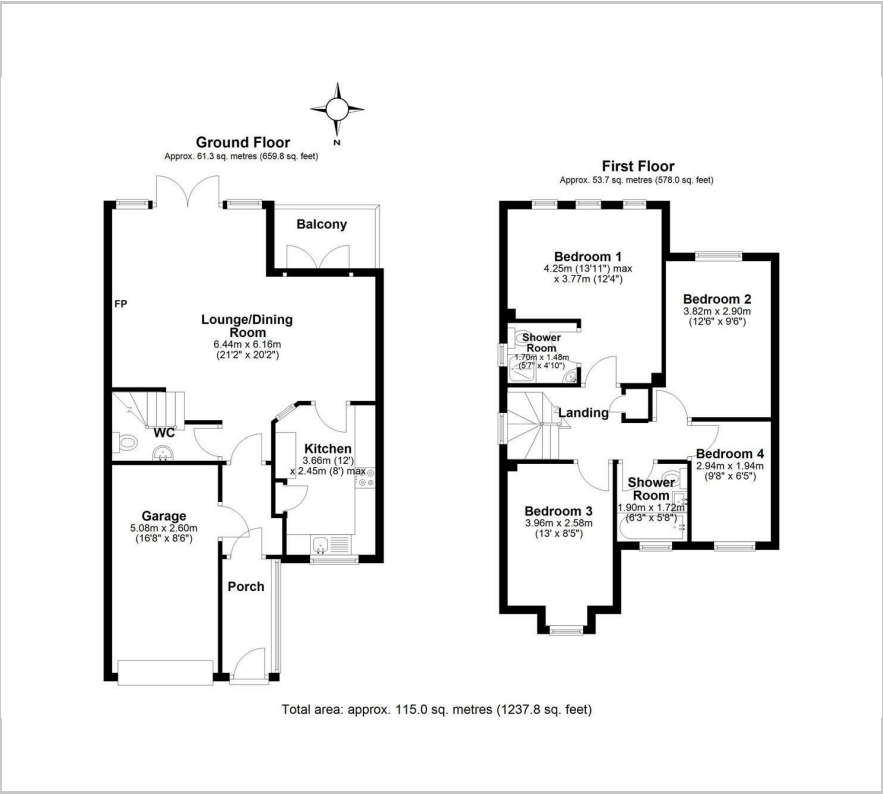 N
Ground Floor
Approx. 61.3 sq. metres (659.8 sq. feet)
Balcony
FP
Lounge/Dining
Room
6.44m x 6.16m
(21'2" x 20'2")
WC
Kitchen
3.66m (12')
x 2.45m (8') max
Garage
5.08m x 2.60m
(16'8" x 8'6")
Porch
First Floor
Approx. 53.7 sq. metres (578.0 sq. feet)
Bedroom 1
4.25m (13'11") max
x 3.77m (12'4")
Bedroom 2
3.82m x 2.90m
(12'6" x 9'6")
Shower
Room
1.70m x 1.48m
(5'7" x 4'10")
Landing
Bedroom 4
2.94m x 1.94m
(9'8" x 6'5")
Shower
Room
1.90m x 1.72m
(6'3" x 5'8")
Bedroom 3
3.96m x 2.58m
(13' x 8'5")
Total area: approx. 115.0 sq. metres (1237.8 sq. feet)